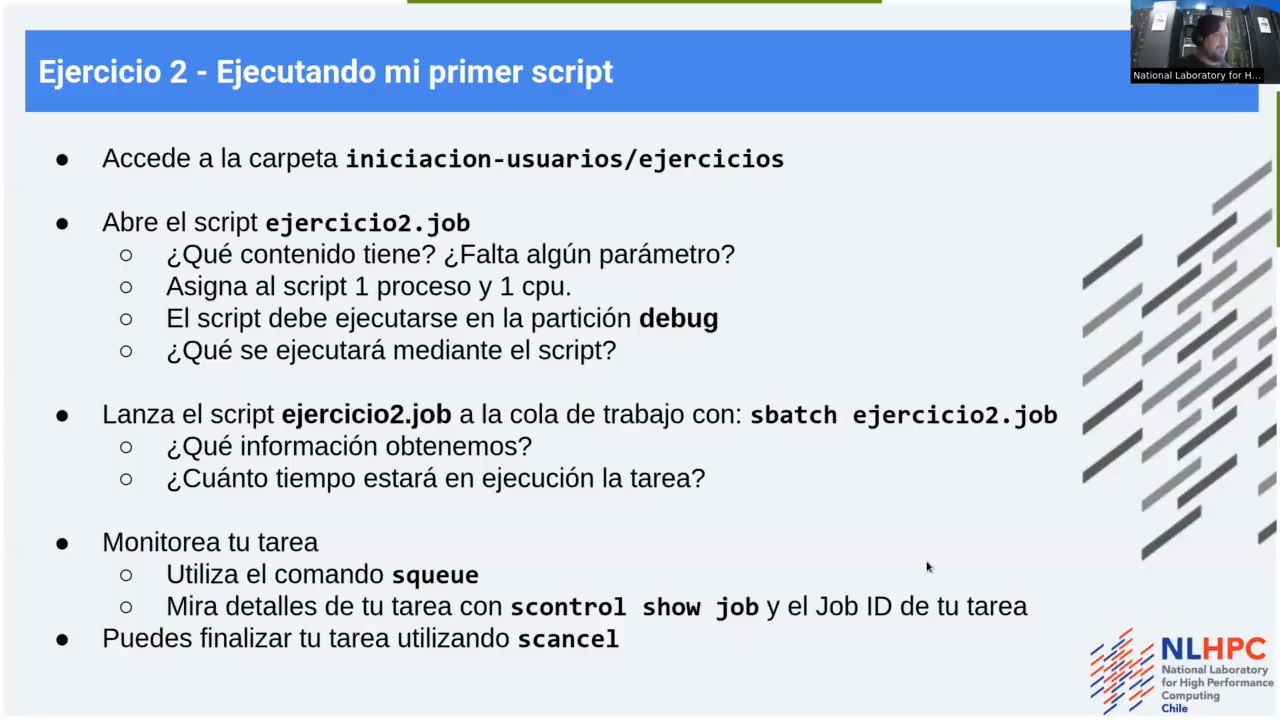 Ejercicio 2 - Ejecutando mi primer script
National Laboratory for H...
● Accede a la carpeta iniciacion-usuarios/ejercicios
● Abre el script ejercicio2.job
○ ¿Qué contenido tiene? ¿Falta algún parámetro?
○ Asigna al script 1 proceso y 1 cpu.
○ El script debe ejecutarse en la partición debug
○ ¿Qué se ejecutará mediante el script?
● Lanza el script ejercicio2.job a la cola de trabajo con: sbatch ejercicio2.job
○ ¿Qué información obtenemos?
○ ¿Cuánto tiempo estará en ejecución la tarea?
● Monitorea tu tarea
○ Utiliza el comando squeue
○ Mira detalles de tu tarea con scontrol show job y el Job ID de tu tarea
● Puedes finalizar tu tarea utilizando scancel
NLHPC
National Laboratory
for High Performance
Computing
Chile